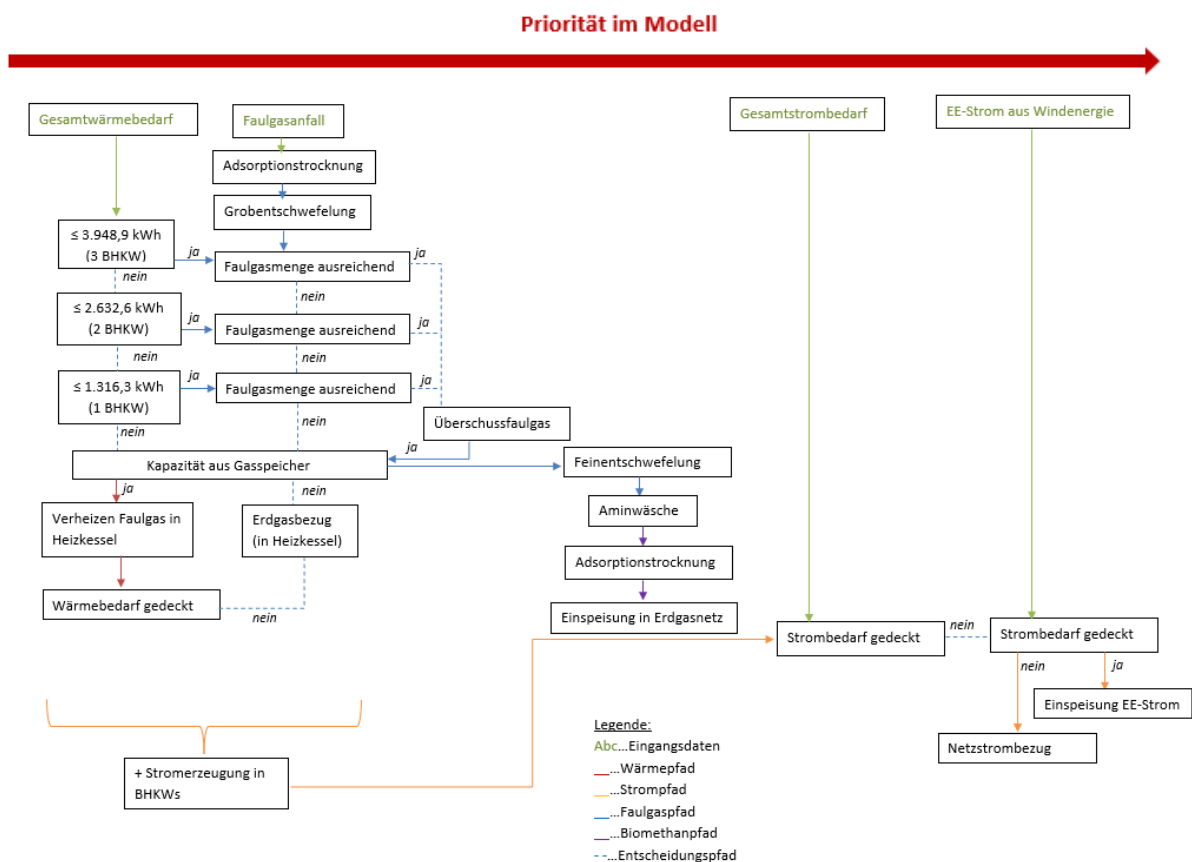 Priorität im Modell
Gesamtwärmebedarf
Faulgasanfall
Gesamtstrombedarf
EE-Strom aus Windenergie
Adsorptionstrocknung
Grobentschwefelung
≤ 3.948,9 kWh
(3 BHKW)
ja
Faulgasmenge ausreichend
ja
nein
nein
≤ 2.632,6 kWh
(2 BHKW)
ja
Faulgasmenge ausreichend
ja
nein
nein
≤ 1.316,3 kWh
(1 BHKW)
ja
Faulgasmenge ausreichend
ja
nein
nein
Überschussfaulgas
ja
Kapazität aus Gasspeicher
Feinentschwefelung
ja
nein
Verheizen Faulgas in
Heizkessel
Erdgasbezug
(in Heizkessel)
Aminwäsche
Adsorptionstrocknung
Wärmebedarf gedeckt
nein
Einspeisung in Erdgasnetz
Strombedarf gedeckt
nein
Strombedarf gedeckt
nein
ja
Einspeisung EE-Strom
Netzstrombezug
+ Stromerzeugung in
BHKWs
Legende:
Abc...Eingangsdaten
__...Wärmepfad
__...Strompfad
__...Faulgaspfad
__...Biomethanpfad
--...Entscheidungspfad